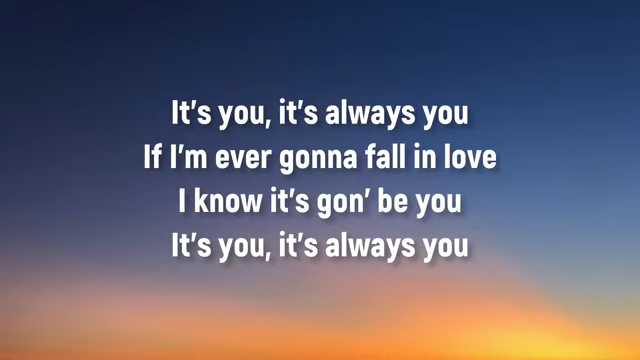 It's you, it's always you
If I'm ever gonna fall in love
I know it's gon' be you
It's you, it's always you